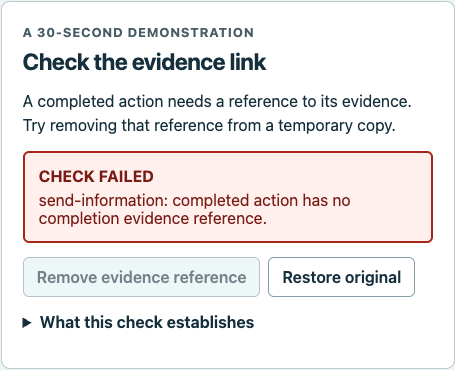 A 30-SECOND DEMONSTRATION
Check the evidence link
A completed action needs a reference to its evidence.
Try removing that reference from a temporary copy.
CHECK FAILED
send-information: completed action has no
completion evidence reference.
Remove evidence reference Restore original
▶ What this check establishes